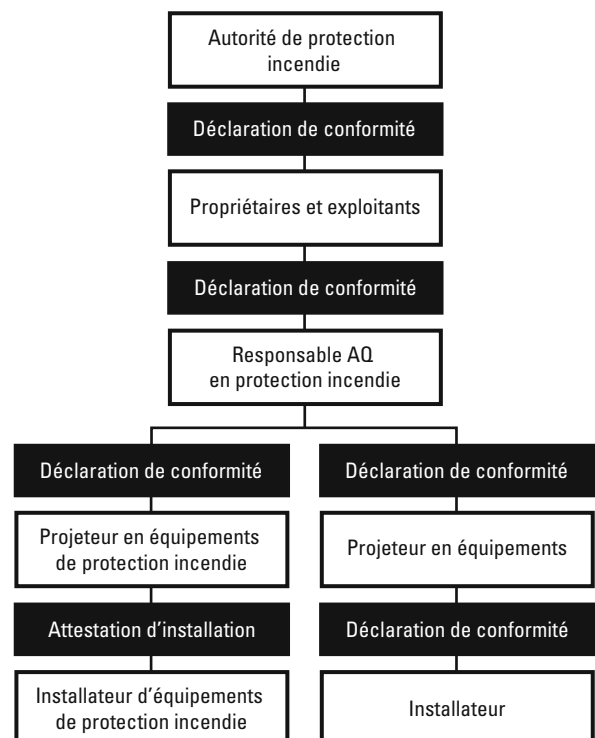 Autorité de protection
incendie
Déclaration de conformité
Propriétaires et exploitants
Déclaration de conformité
Responsable AQ
en protection incendie
Déclaration de conformité
Déclaration de conformité
Projeteur en équipements
de protection incendie
Projeteur en équipements
Attestation d'installation
Déclaration de conformité
Installateur d'équipements
de protection incendie
Installateur